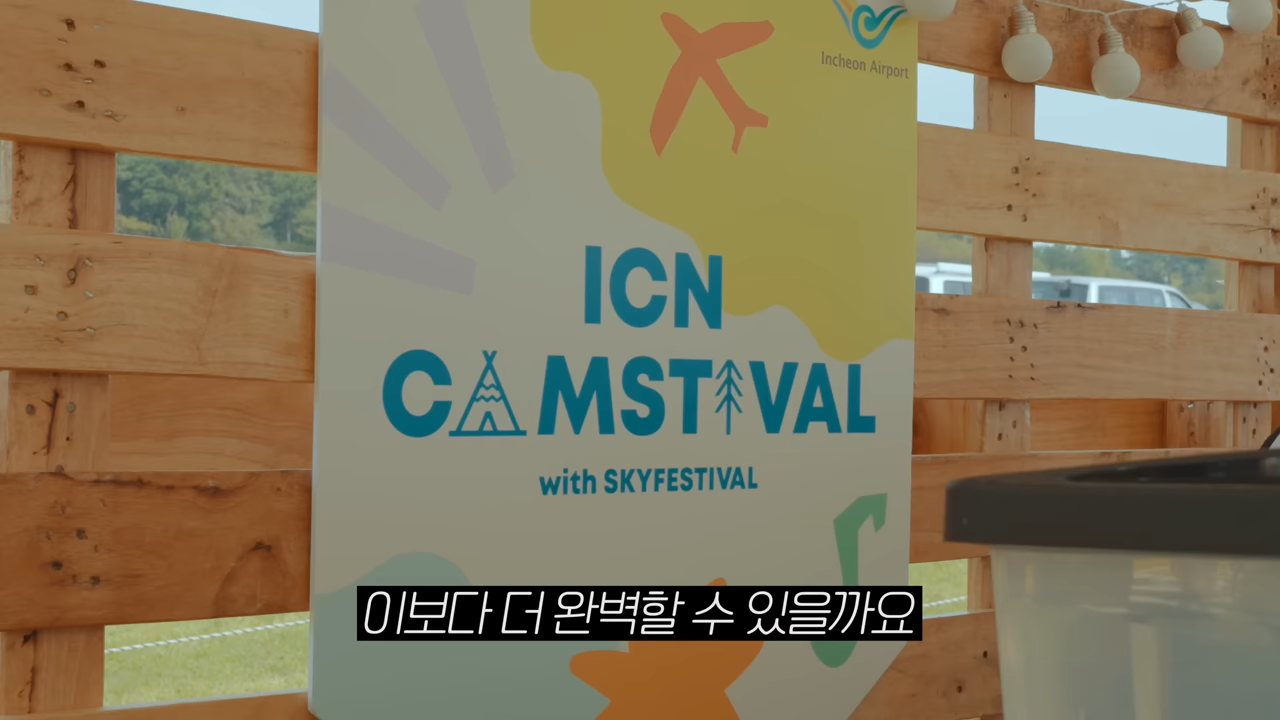 Incheon Airport
ICN
CAMSTIVAL
with SKYFESTIVAL
이보다 더 완벽할 수 있을까요